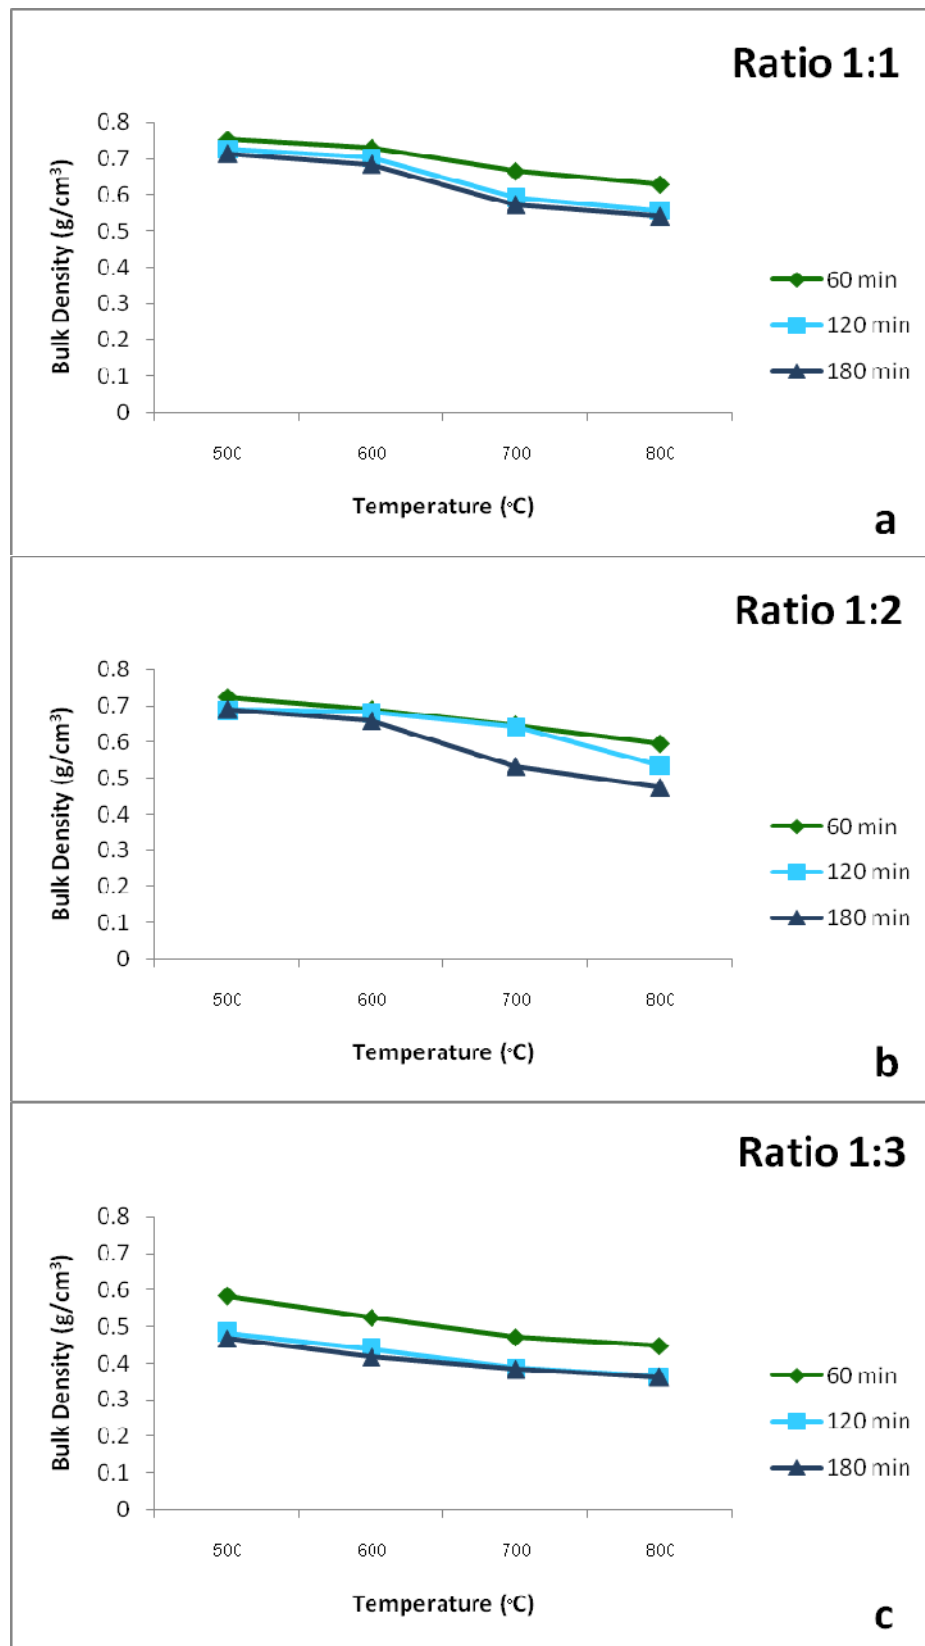 Ratio 1:1
0.8
0.7
0.6
0.5
0.4
0.3
0.2
0.1
0
Bulk Density (g/cm³)
500
600
700
800
Temperature (°C)
60 min
120 min
180 min
a
Ratio 1:2
0.8
0.7
0.6
0.5
0.4
0.3
0.2
0.1
0
Bulk Density (g/cm³)
500
600
700
800
Temperature (°C)
60 min
120 min
180 min
b
Ratio 1:3
0.8
0.7
0.6
0.5
0.4
0.3
0.2
0.1
0
Bulk Density (g/cm³)
500
600
700
800
Temperature (°C)
60 min
120 min
180 min
c